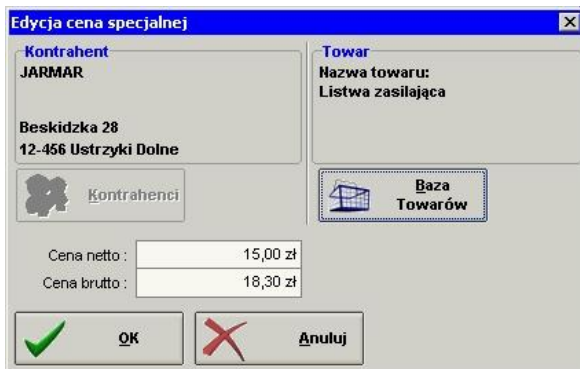 Edycja cena specjalnej
Kontrahent
JARMAR
Beskidzka 28
12-456 Ustrzyki Dolne
Kontrahenci
Towar
Nazwa towaru:
Listwa zasilająca
Baza
Towarów
Cena netto : 15,00 zł
Cena brutto : 18,30 zł
OK
Anuluj